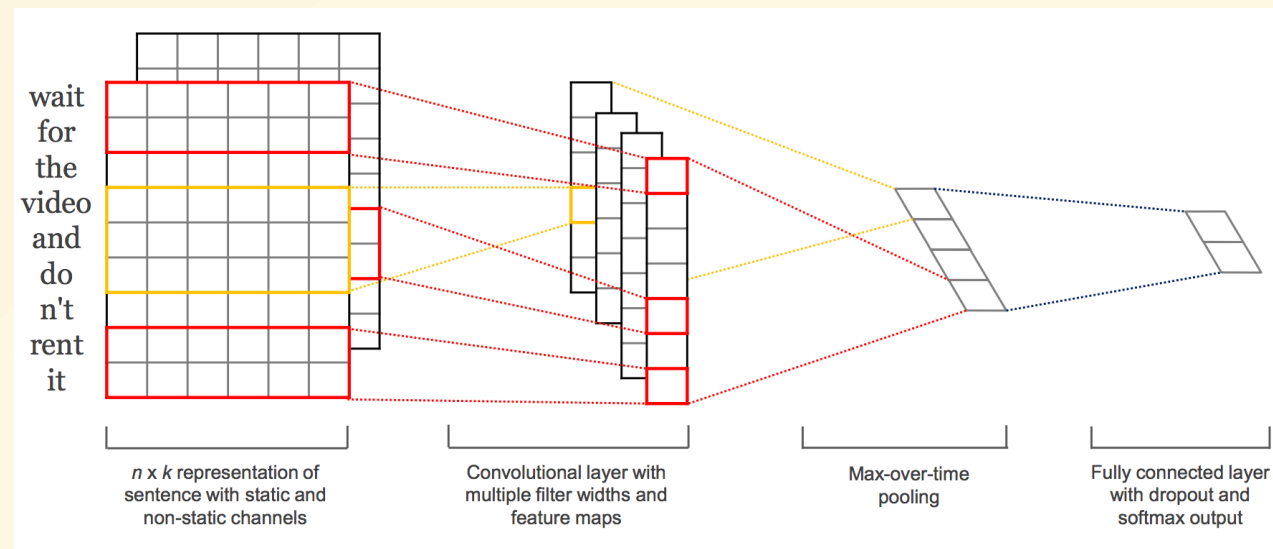 wait
for
the
video
and
do
n't
rent
it
n x k representation of
sentence with static and
non-static channels
Convolutional layer with
multiple filter widths and
feature maps
Max-over-time
pooling
Fully connected layer
with dropout and
softmax output